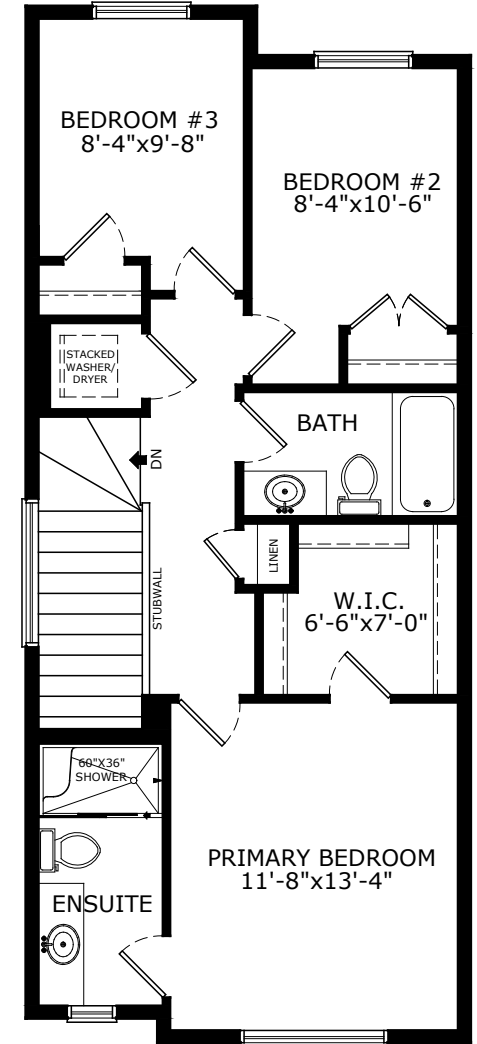 BEDROOM #3
8'-4"x9'-8"
BEDROOM #2
8'-4"x10'-6"
STACKED
WASHER/
DRYER
BATH
DN
LINEN
STUBWALL
W.I.C.
6'-6"x7'-0"
60"X36"
SHOWER
PRIMARY BEDROOM
11'-8"x13'-4"
ENSUITE